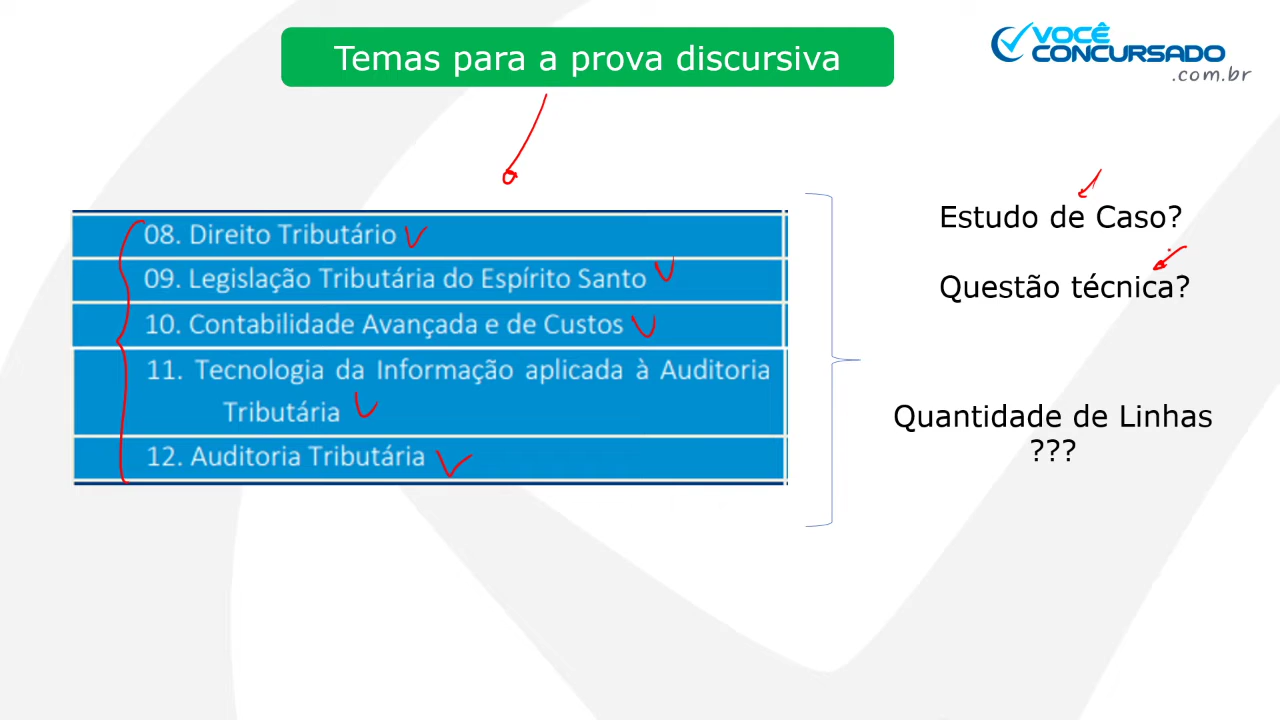 Temas para a prova discursiva
VOCÊ
CONCURSADO
.com.br
08. Direito Tributário
09. Legislação Tributária do Espírito Santo
10. Contabilidade Avançada e de Custos
11. Tecnologia da Informação aplicada à Auditoria
Tributária
12. Auditoria Tributária
Estudo de Caso?
Questão técnica?
Quantidade de Linhas
???